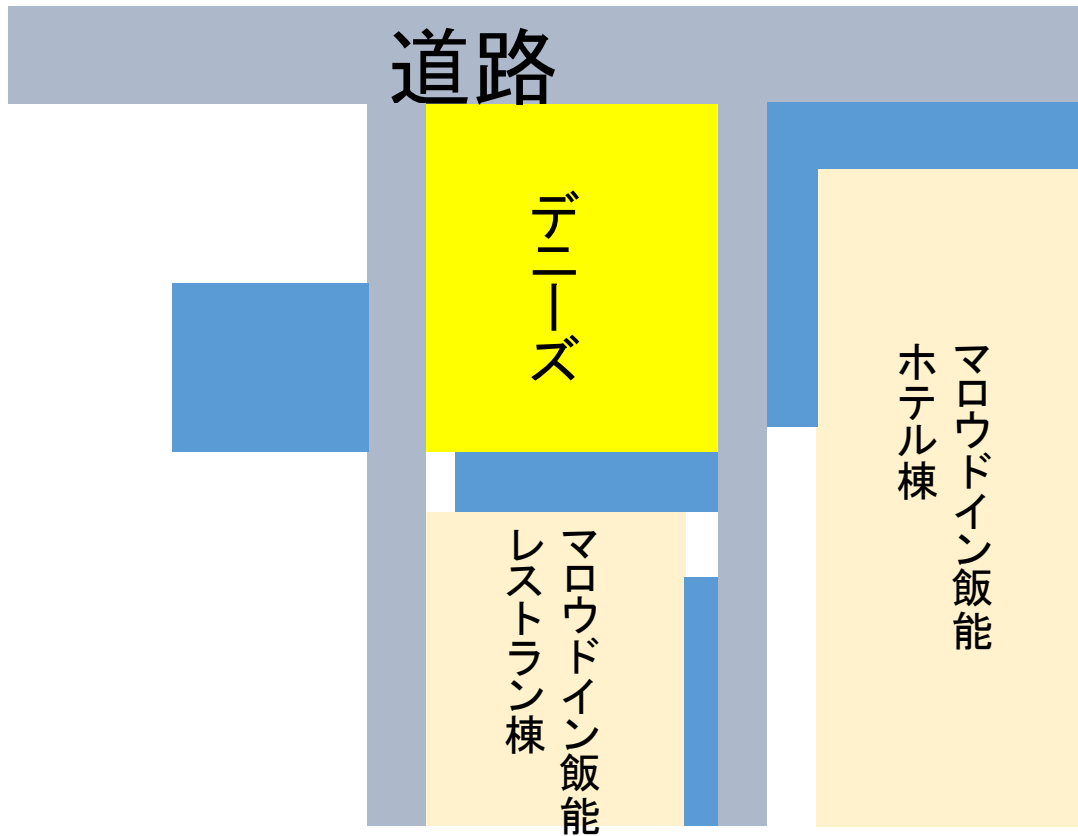 道路
デニーズ
マロウドイン飯能
レストラン棟
マロウドイン飯能
ホテル棟